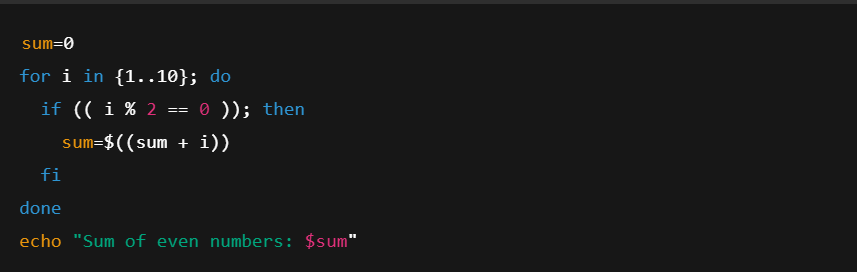 sum=0
for i in {1..10}; do
  if (( i % 2 == 0 )); then
    sum=$((sum + i))
  fi
done
echo "Sum of even numbers: $sum"